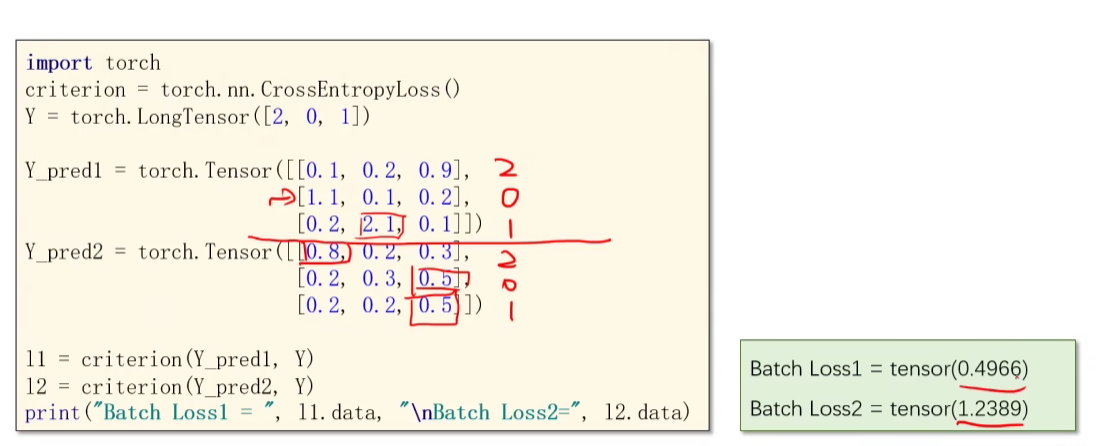 import torch
criterion = torch.nn.CrossEntropyLoss()
Y = torch.LongTensor([2, 0, 1])
Y_pred1 = torch.Tensor([[0.1, 0.2, 0.9], 2
[1.1, 0.1, 0.2], 0
[0.2, 2.1, 0.1]]) 1
Y_pred2 = torch.Tensor([[0.8, 0.2, 0.3], 2
[0.2, 0.3, 0.5], 0
[0.2, 0.2, 0.5]]) 1
l1 = criterion(Y_pred1, Y)
l2 = criterion(Y_pred2, Y)
print("Batch Loss1 = ", l1.data, "\nBatch Loss2=", l2.data)
Batch Loss1 = tensor(0.4966)
Batch Loss2 = tensor(1.2389)